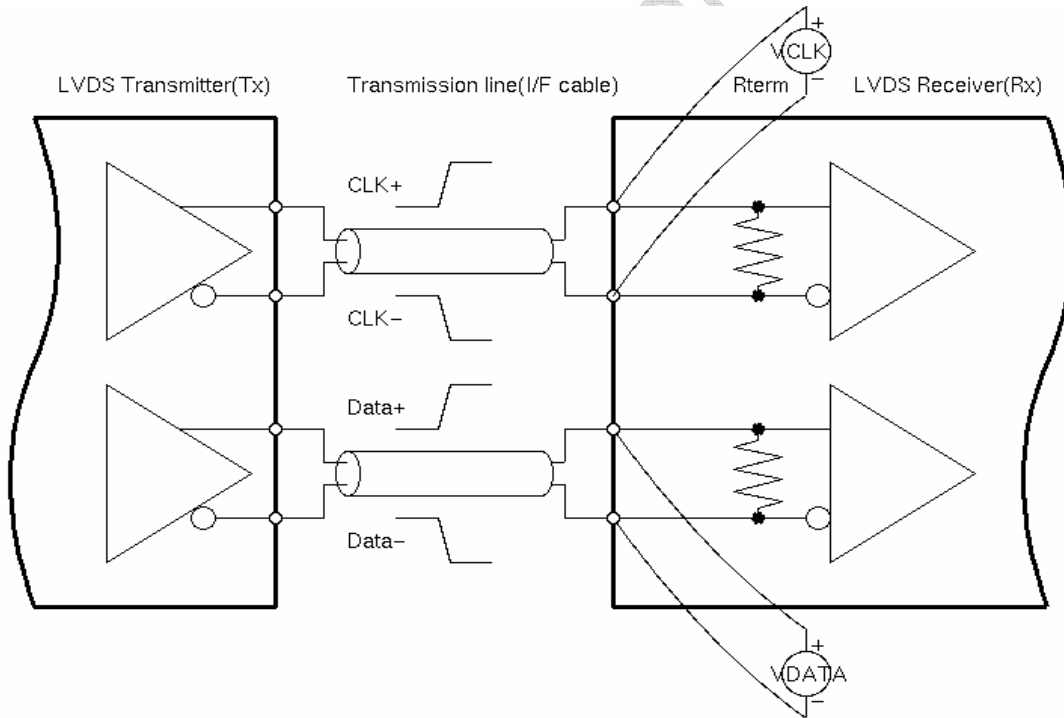 +
VCLK
−
LVDS Transmitter(Tx) Transmission line(I/F cable) Rterm LVDS Receiver(Rx)
CLK+
CLK−
Data+
Data−
+
VDATA
−